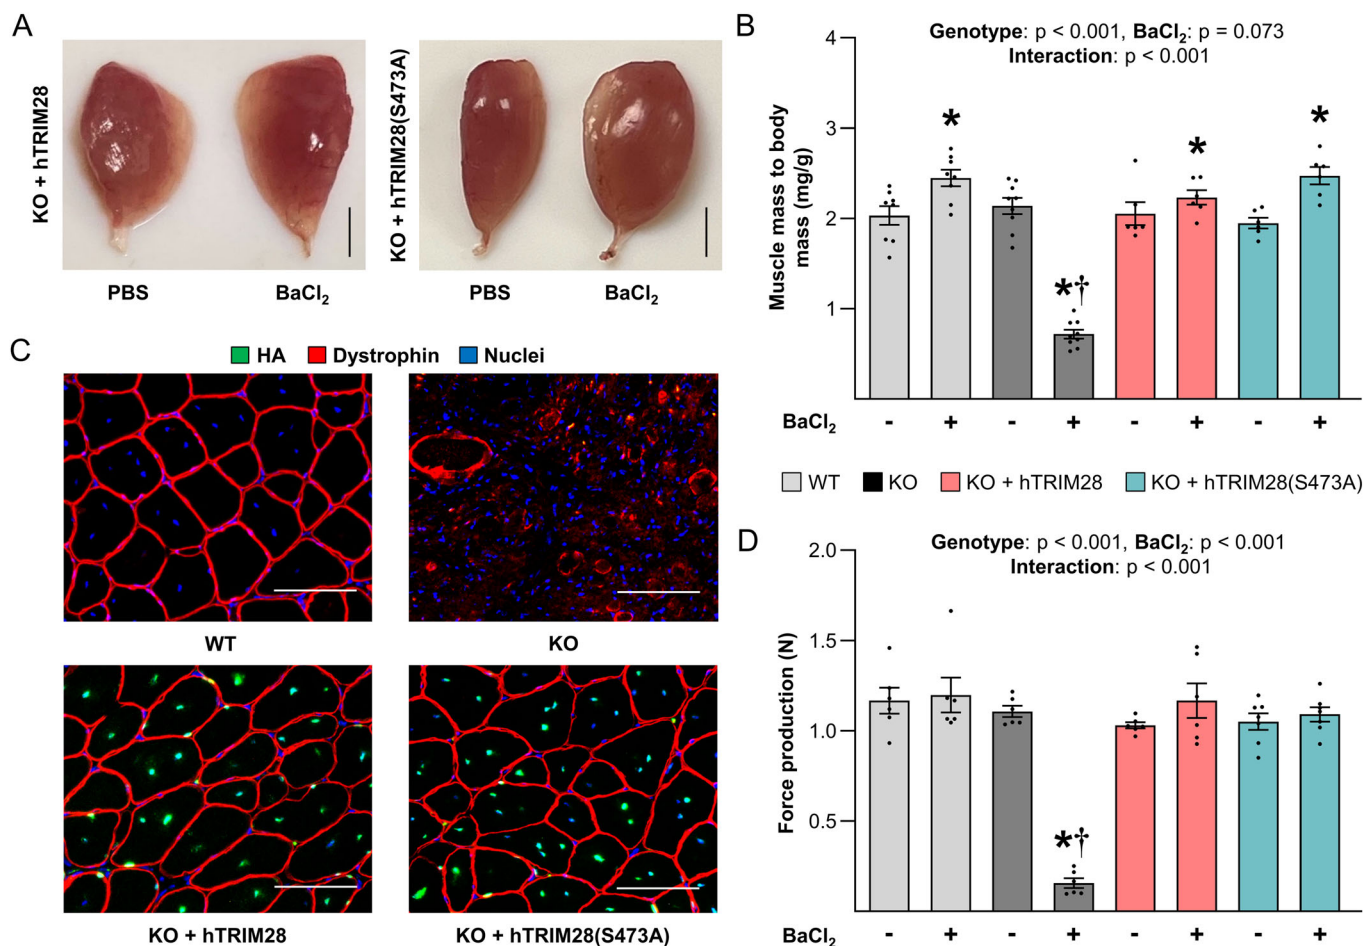 A
KO + hTRIM28
PBS
BaCl₂
KO + hTRIM28(S473A)
PBS
BaCl₂
B
Genotype: p < 0.001, BaCl₂: p = 0.073
Interaction: p < 0.001
Muscle mass to body
mass (mg/g)
4
3
2
1
*
*†
*
*
BaCl₂ - + - + - + - +
WT KO KO + hTRIM28 KO + hTRIM28(S473A)
C
HA Dystrophin Nuclei
WT
KO
KO + hTRIM28
KO + hTRIM28(S473A)
D
Genotype: p < 0.001, BaCl₂: p < 0.001
Interaction: p < 0.001
Force production (N)
2.0
1.5
1.0
0.5
*†
BaCl₂ - + - + - + - +